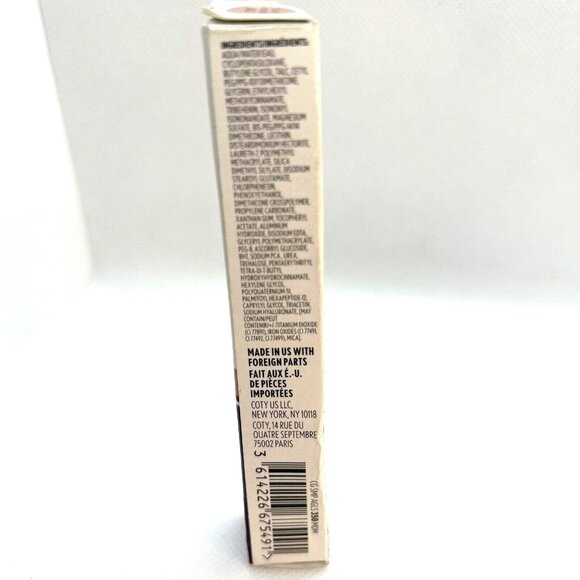 INGREDIENTS/INGRÉDIENTS:
AQUA/WATER/EAU,
CYCLOPENTASILOXANE,
BUTYLENE GLYCOL, TALC, CETYL
PEG/PPG-10/1 DIMETHICONE,
GLYCERIN, ETHYLHEXYL
METHOXYCINNAMATE,
TRIBEHENIN, ISONONYL
ISONONANOATE, MAGNESIUM
SULFATE, BIS-PEG/PPG-14/14
DIMETHICONE, LECITHIN,
DISTEARDIMONIUM HECTORITE,
LAURETH-7, POLYMETHYL
METHACRYLATE, SILICA
DIMETHYL SILYLATE, DISODIUM
STEAROYL GLUTAMATE,
CHLORPHENESIN,
PHENOXYETHANOL,
DIMETHICONE CROSSPOLYMER,
PROPYLENE CARBONATE,
XANTHAN GUM, TOCOPHERYL
ACETATE, ALUMINUM
HYDROXIDE, DISODIUM EDTA,
GLYCERYL POLYMETHACRYLATE,
PEG-8, ASCORBYL GLUCOSIDE,
BHT, SODIUM PCA, UREA,
TREHALOSE, PENTAERYTHRITYL
TETRA-DI-T-BUTYL
HYDROXYHYDROCINNAMATE,
HEXYLENE GLYCOL,
POLYQUATERNIUM-51,
PALMITOYL HEXAPEPTIDE-12,
CAPRYLYL GLYCOL, TRIACETIN,
SODIUM HYALURONATE, [MAY
CONTAIN/PEUT
CONTENIR/+/-:TITANIUM DIOXIDE
(CI 77891), IRON OXIDES (CI 77491,
CI 77492, CI 77499), MICA].
MADE IN US WITH
FOREIGN PARTS
FAIT AUX É.-U.
DE PIÈCES
IMPORTÉES
COTY US LLC,
NEW YORK, NY 10118
COTY, 14 RUE DU
QUATRE SEPTEMBRE
75002 PARIS
3 614226 675491 >
CG SMP AGLS 350 MDM